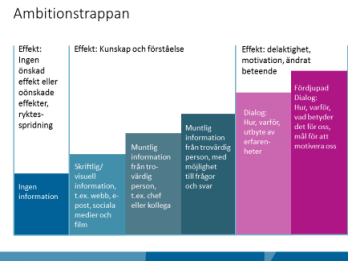 Ambitionstrappan
Effekt:
Ingen
önskad
effekt eller
oönskade
effekter,
ryktes-
spridning
Effekt: Kunskap och förståelse
Effekt: delaktighet,
motivation, ändrat
beteende
Ingen
information
Skriftlig/
visuell
information,
t.ex. webb, e-
post, sociala
medier och
film
Muntlig
information
från tro-
värdig
person,
t.ex. chef
eller kollega
Muntlig
information
från trovärdig
person, med
möjlighet
till frågor
och svar
Dialog:
Hur, varför,
utbyte av
erfaren-
heter
Fördjupad
Dialog:
Hur, varför,
vad betyder
det för oss,
mål för att
motivera oss